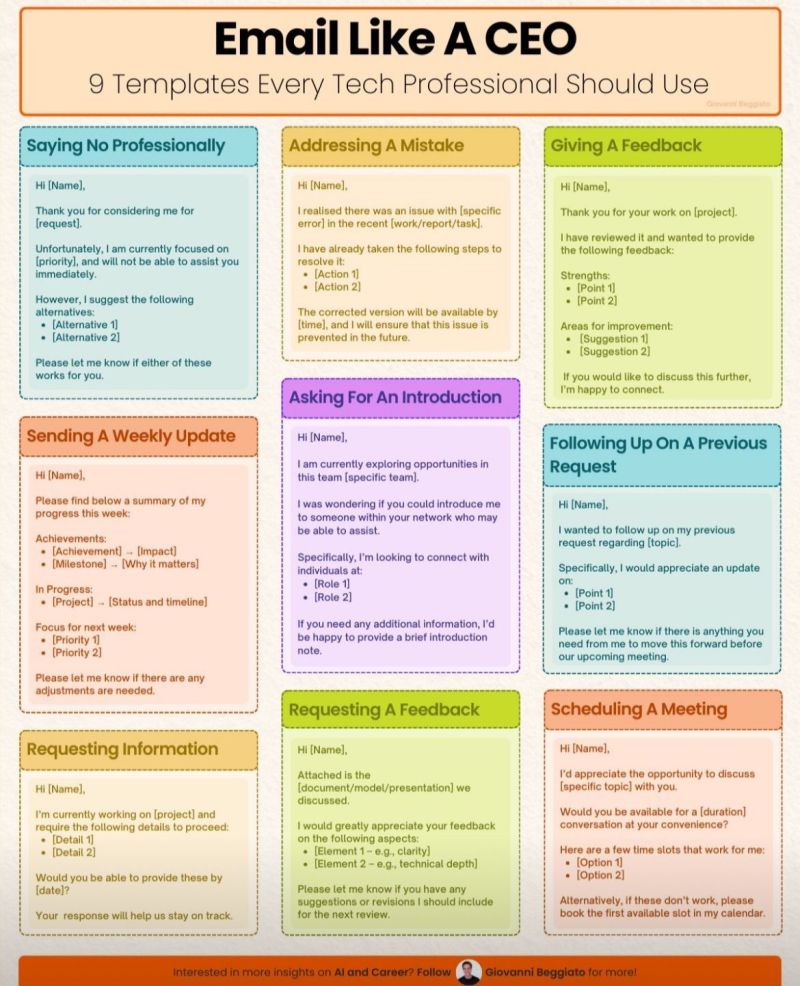 Email Like A CEO
9 Templates Every Tech Professional Should Use
Giovanni Beggiato
Saying No Professionally
Hi [Name],
Thank you for considering me for
[request].
Unfortunately, I am currently focused on
[priority], and will not be able to assist you
immediately.
However, I suggest the following
alternatives:
• [Alternative 1]
• [Alternative 2]
Please let me know if either of these
works for you.
Sending A Weekly Update
Hi [Name],
Please find below a summary of my
progress this week:
Achievements:
• [Achievement] → [Impact]
• [Milestone] → [Why it matters]
In Progress:
• [Project] → [Status and timeline]
Focus for next week:
• [Priority 1]
• [Priority 2]
Please let me know if there are any
adjustments are needed.
Requesting Information
Hi [Name],
I'm currently working on [project] and
require the following details to proceed:
• [Detail 1]
• [Detail 2]
Would you be able to provide these by
[date]?
Your response will help us stay on track.
Addressing A Mistake
Hi [Name],
I realised there was an issue with [specific
error] in the recent [work/report/task].
I have already taken the following steps to
resolve it:
• [Action 1]
• [Action 2]
The corrected version will be available by
[time], and I will ensure that this issue is
prevented in the future.
Asking For An Introduction
Hi [Name],
I am currently exploring opportunities in
this team [specific team].
I was wondering if you could introduce me
to someone within your network who may
be able to assist.
Specifically, I'm looking to connect with
individuals at:
• [Role 1]
• [Role 2]
If you need any additional information, I'd
be happy to provide a brief introduction
note.
Requesting A Feedback
Hi [Name],
Attached is the
[document/model/presentation] we
discussed.
I would greatly appreciate your feedback
on the following aspects:
• [Element 1 – e.g., clarity]
• [Element 2 – e.g., technical depth]
Please let me know if you have any
suggestions or revisions I should include
for the next review.
Giving A Feedback
Hi [Name],
Thank you for your work on [project].
I have reviewed it and wanted to provide
the following feedback:
Strengths:
• [Point 1]
• [Point 2]
Areas for improvement:
• [Suggestion 1]
• [Suggestion 2]
If you would like to discuss this further,
I'm happy to connect.
Following Up On A Previous
Request
Hi [Name],
I wanted to follow up on my previous
request regarding [topic].
Specifically, I would appreciate an update
on:
• [Point 1]
• [Point 2]
Please let me know if there is anything you
need from me to move this forward before
our upcoming meeting.
Scheduling A Meeting
Hi [Name],
I'd appreciate the opportunity to discuss
[specific topic] with you.
Would you be available for a [duration]
conversation at your convenience?
Here are a few time slots that work for me:
• [Option 1]
• [Option 2]
Alternatively, if these don't work, please
book the first available slot in my calendar.
Interested in more insights on AI and Career? Follow Giovanni Beggiato for more!